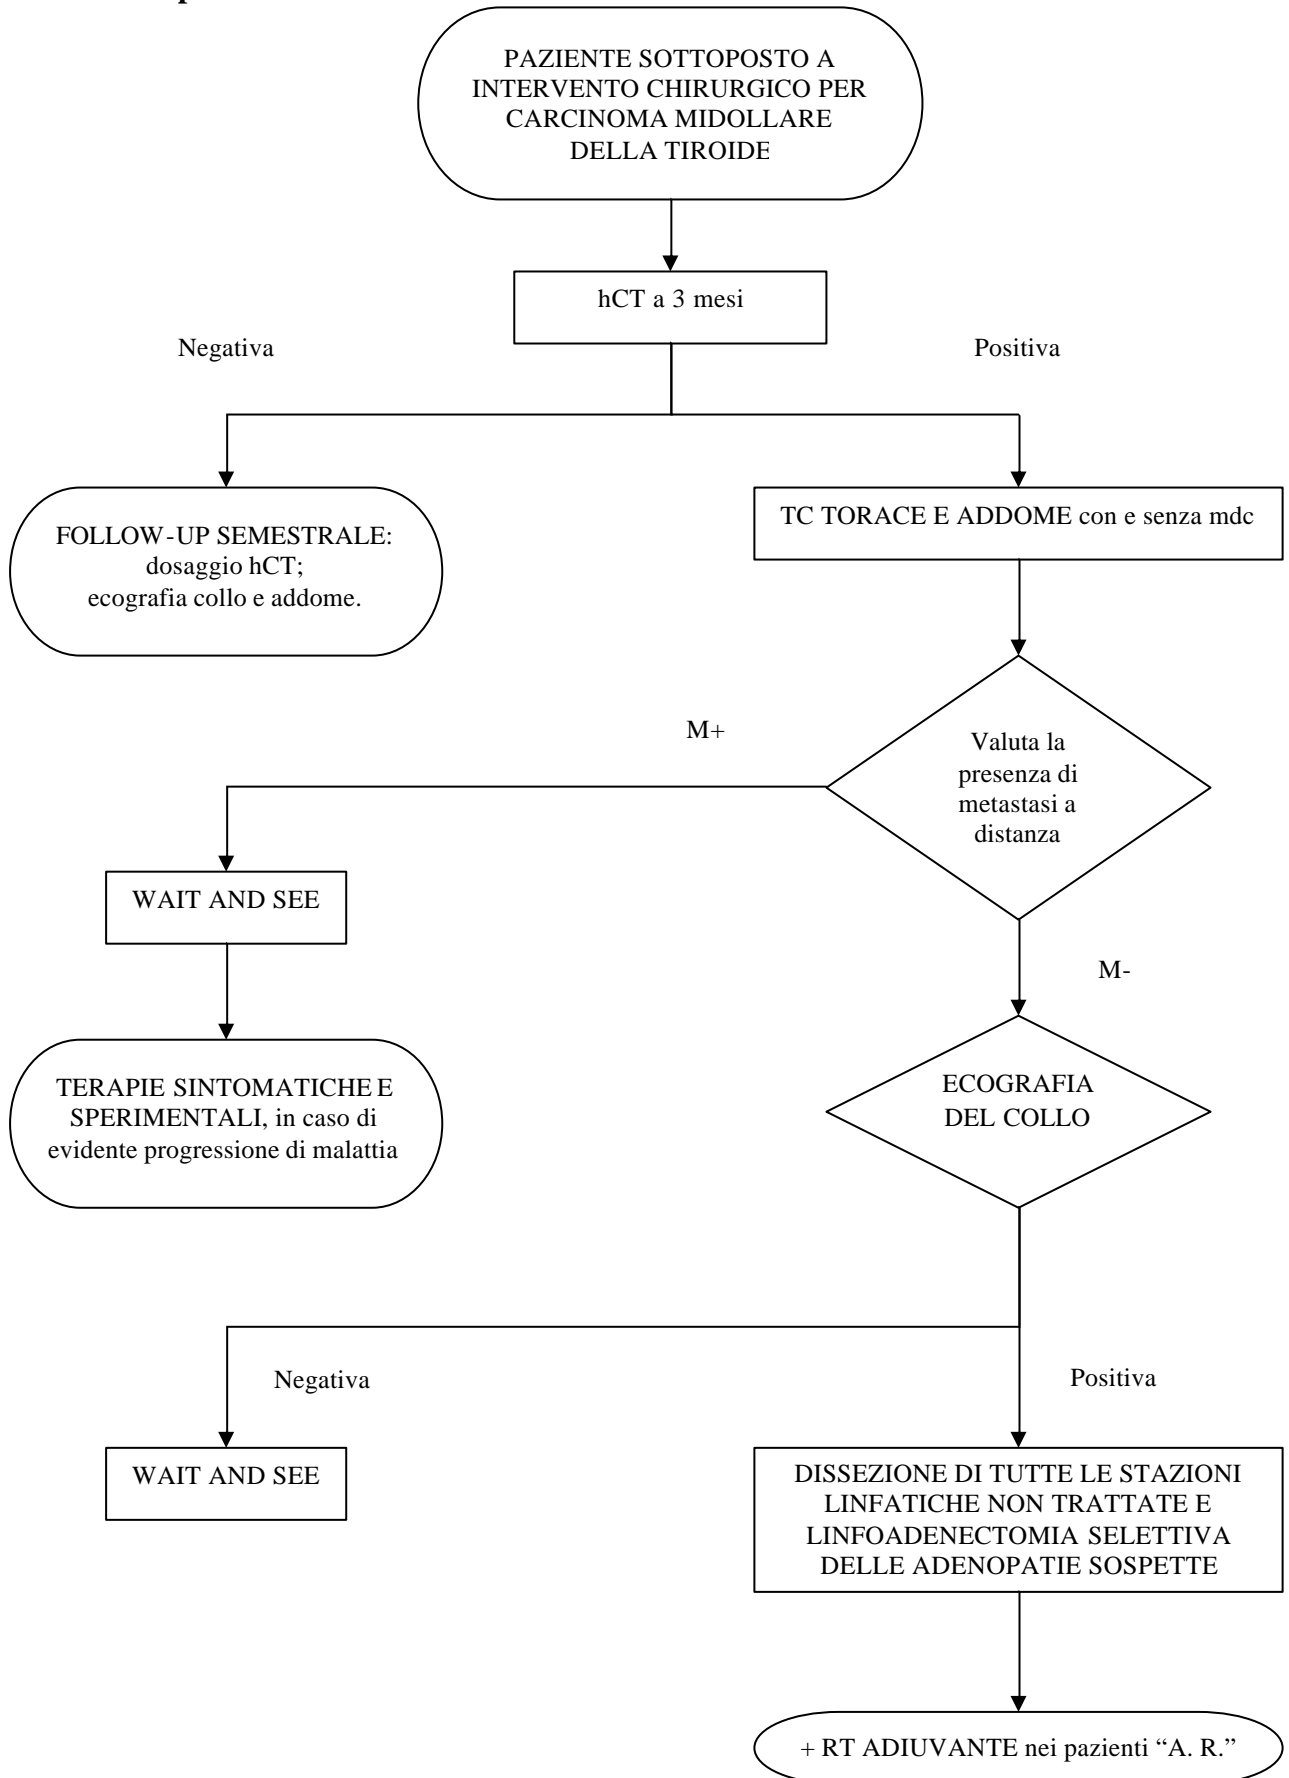 PAZIENTE SOTTOPOSTO A
INTERVENTO CHIRURGICO PER
CARCINOMA MIDOLLARE
DELLA TIROIDE
hCT a 3 mesi
Negativa
Positiva
FOLLOW-UP SEMESTRALE:
dosaggio hCT;
ecografia collo e addome.
TC TORACE E ADDOME con e senza mdc
M+
Valuta la
presenza di
metastasi a
distanza
WAIT AND SEE
M-
TERAPIE SINTOMATICHE E
SPERIMENTALI, in caso di
evidente progressione di malattia
ECOGRAFIA
DEL COLLO
Negativa
Positiva
WAIT AND SEE
DISSEZIONE DI TUTTE LE STAZIONI
LINFATICHE NON TRATTATE E
LINFOADENECTOMIA SELETTIVA
DELLE ADENOPATIE SOSPETTE
+ RT ADIUVANTE nei pazienti “A. R.”